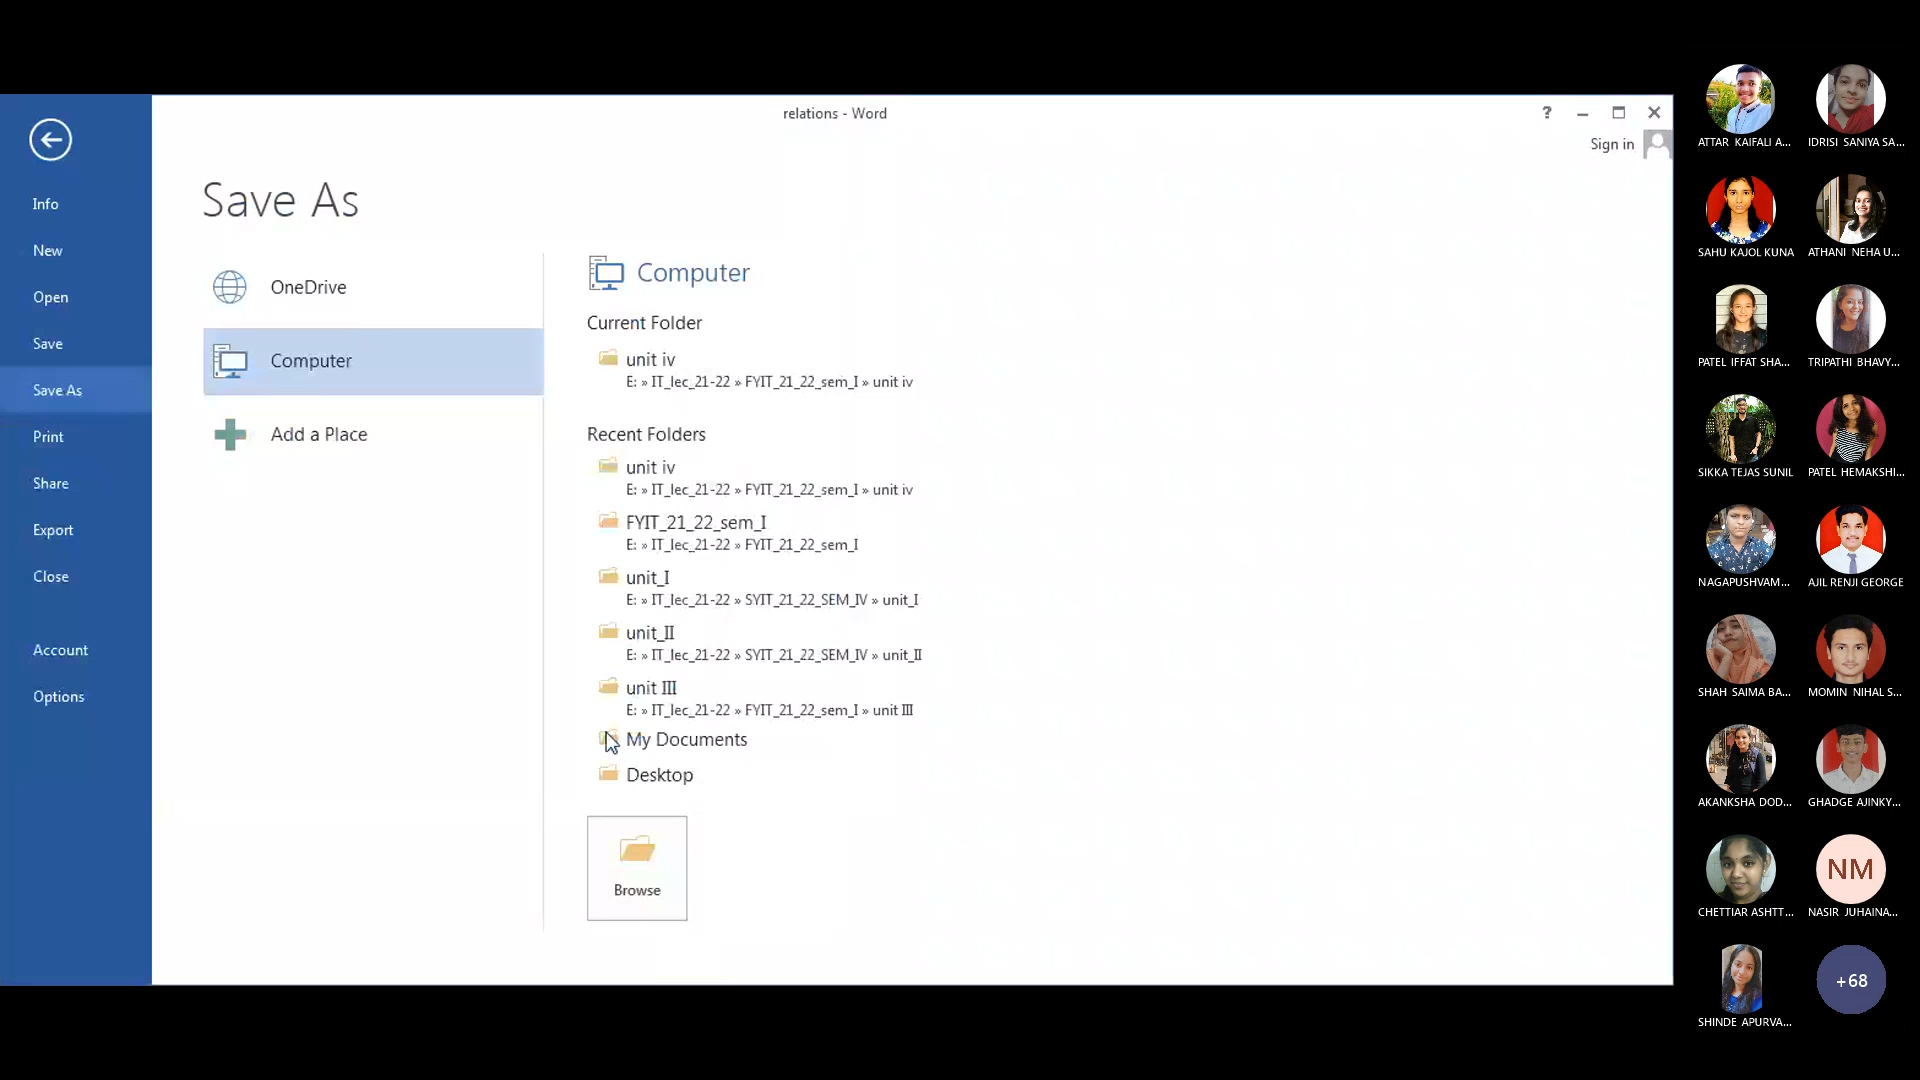 relations - Word
?
Sign in
Info
New
Open
Save
Save As
Print
Share
Export
Close
Account
Options
Save As
OneDrive
Computer
Add a Place
Computer
Current Folder
unit iv
E: » IT_lec_21-22 » FYIT_21_22_sem_I » unit iv
Recent Folders
unit iv
E: » IT_lec_21-22 » FYIT_21_22_sem_I » unit iv
FYIT_21_22_sem_I
E: » IT_lec_21-22 » FYIT_21_22_sem_I
unit_I
E: » IT_lec_21-22 » SYIT_21_22_SEM_IV » unit_I
unit_II
E: » IT_lec_21-22 » SYIT_21_22_SEM_IV » unit_II
unit III
E: » IT_lec_21-22 » FYIT_21_22_sem_I » unit III
My Documents
Desktop
Browse
ATTAR KAIFALI A...
IDRISI SANIYA SA...
SAHU KAJOL KUNA
ATHANI NEHA U...
PATEL IFFAT SHA...
TRIPATHI BHAVY...
SIKKA TEJAS SUNIL
PATEL HEMAKSHI...
NAGAPUSHVAM...
AJIL RENJI GEORGE
SHAH SAIMA BA...
MOMIN NIHAL S...
AKANKSHA DOD...
GHADGE AJINKY...
CHETTIAR ASHTT...
NM
NASIR JUHAINA...
SHINDE APURVA...
+68